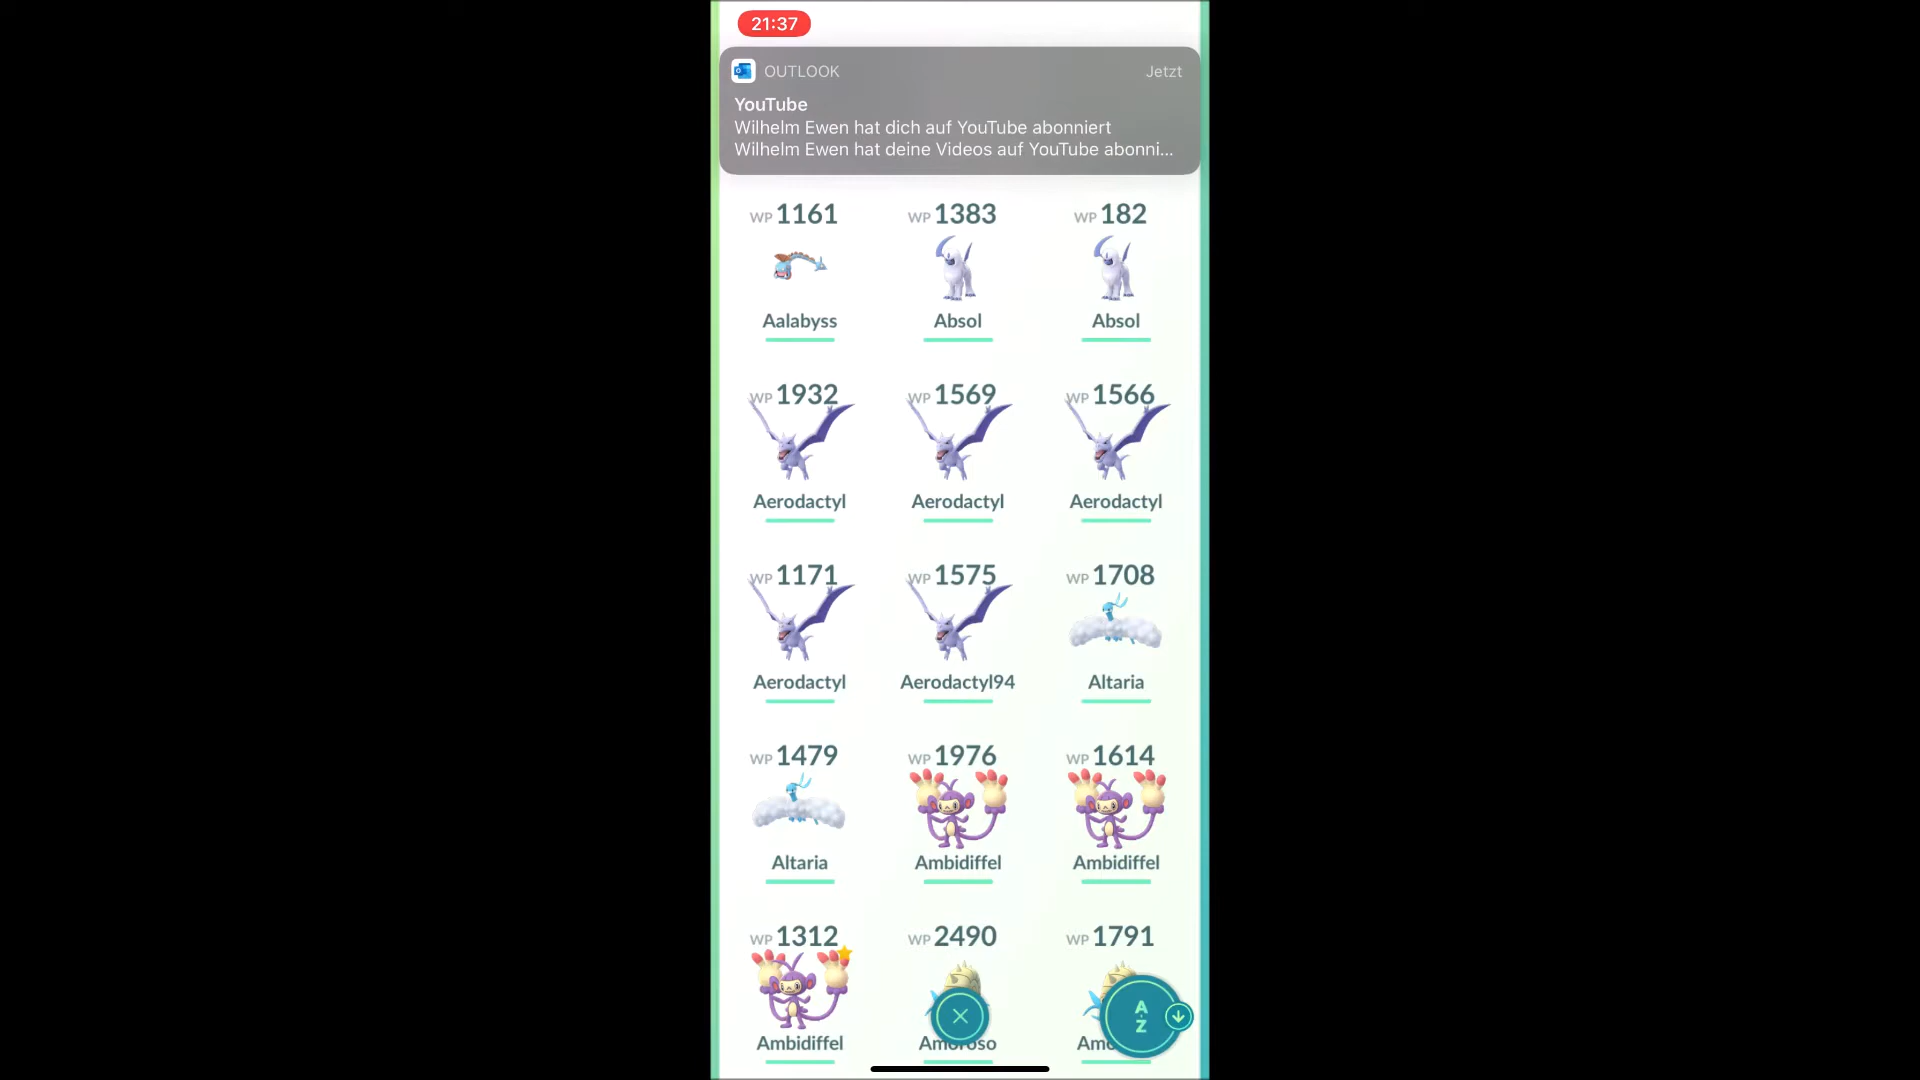 21:37
OUTLOOK Jetzt
YouTube
Wilhelm Ewen hat dich auf YouTube abonniert
Wilhelm Ewen hat deine Videos auf YouTube abonni...
WP 1161 WP 1383 WP 182
Aalabyss Absol Absol
WP 1932 WP 1569 WP 1566
Aerodactyl Aerodactyl Aerodactyl
WP 1171 WP 1575 WP 1708
Aerodactyl Aerodactyl94 Altaria
WP 1479 WP 1976 WP 1614
Altaria Ambidiffel Ambidiffel
WP 1312 WP 2490 WP 1791
A
Z
Ambidiffel Amoroso